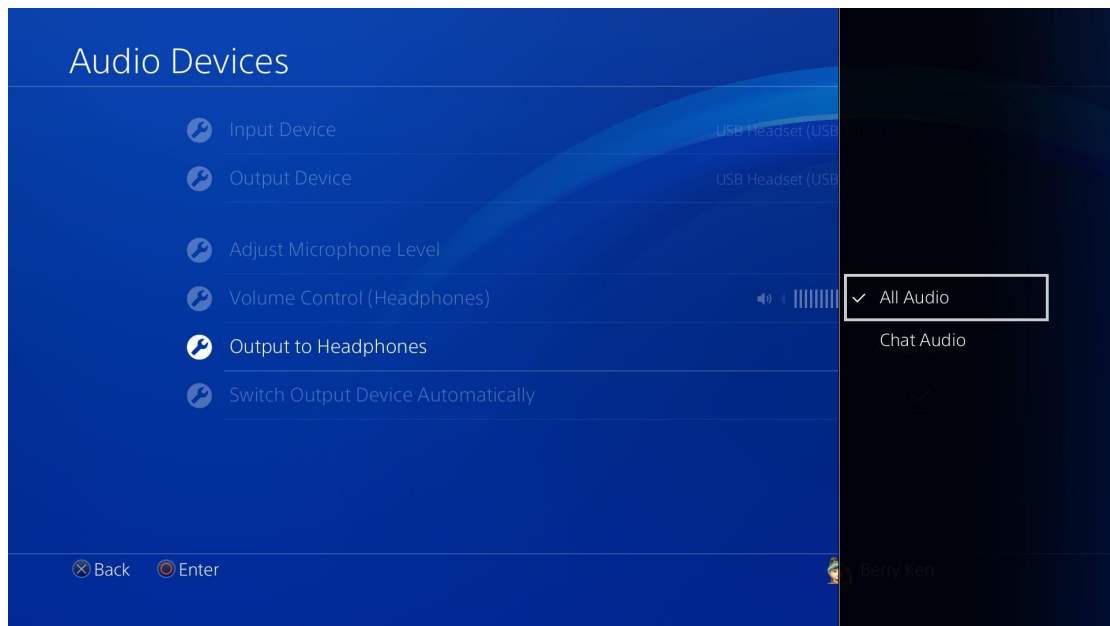 Audio Devices
Input Device
USB Headset (USB
Output Device
USB Headset (USB
Adjust Microphone Level
Volume Control (Headphones)
All Audio
Output to Headphones
Chat Audio
Switch Output Device Automatically
Back
Enter
Berry Ken